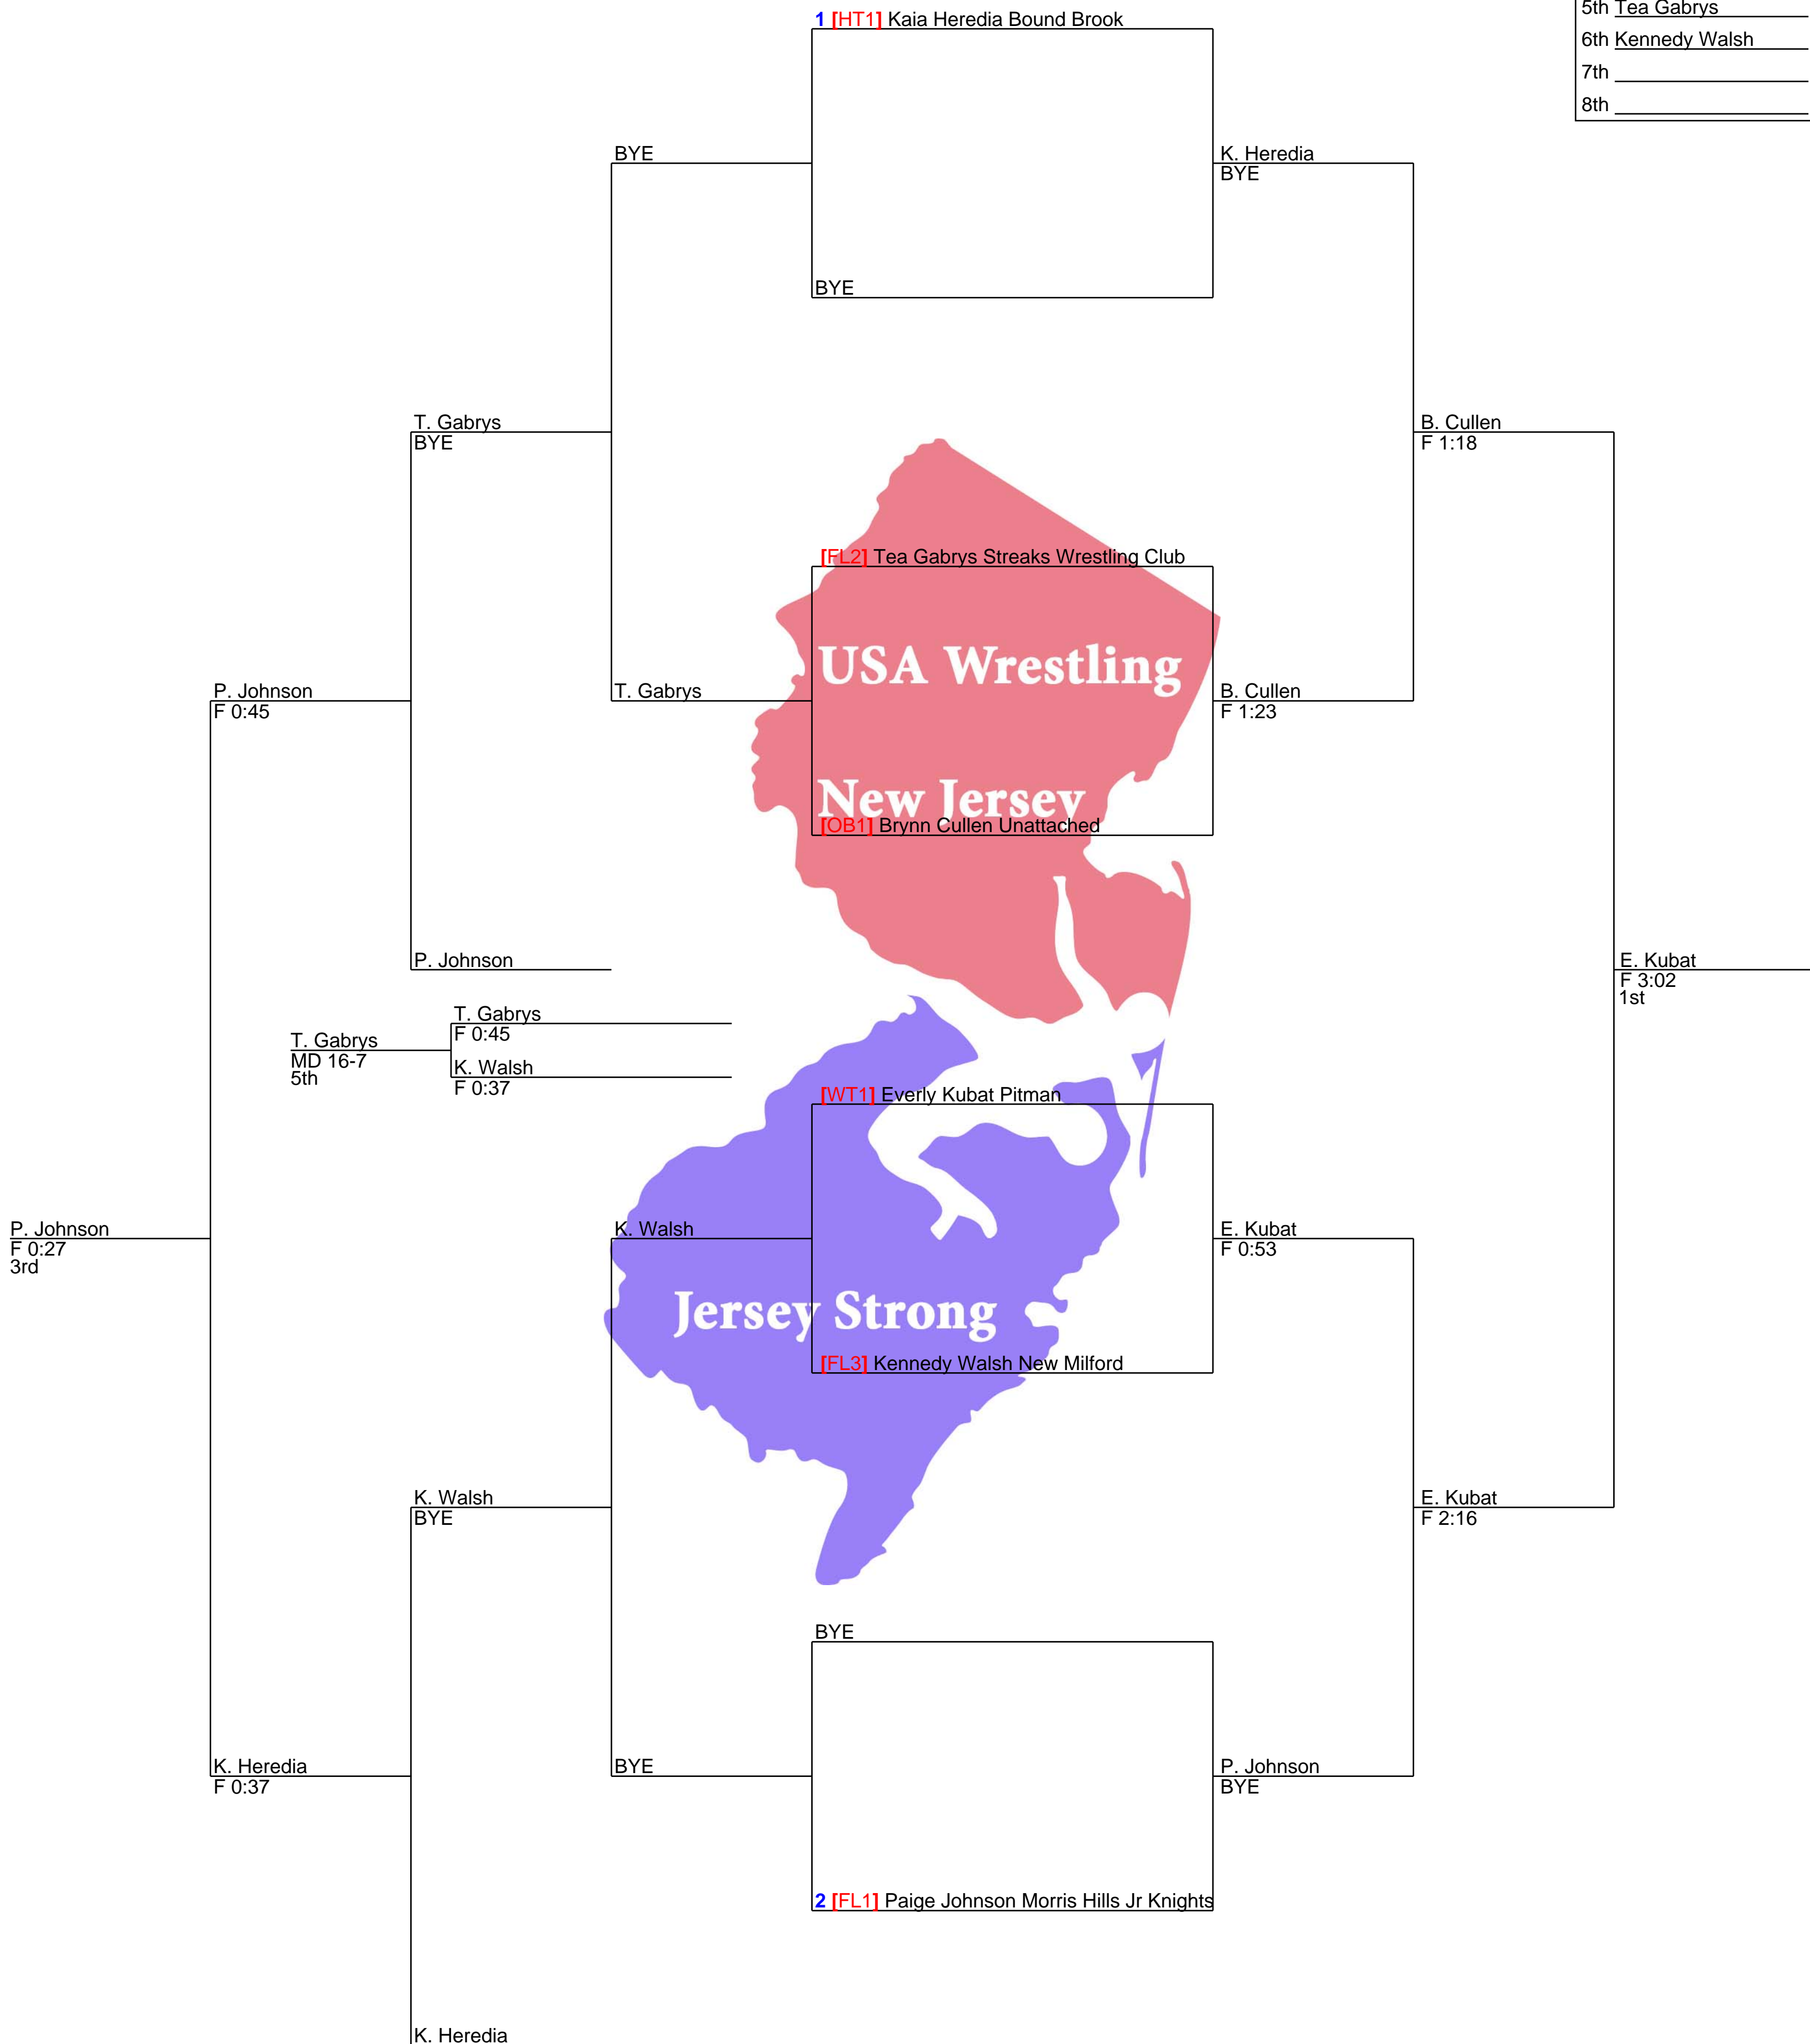 5th Tea Gabrys
1 [HT1] Kaia Heredia Bound Brook
6th Kennedy Walsh
7th
8th
BYE
K. Heredia
BYE
BYE
T. Gabrys
BYE
B. Cullen
F 1:18
[FL2] Tea Gabrys Streaks Wrestling Club
USA Wrestling
P. Johnson
F 0:45
T. Gabrys
B. Cullen
F 1:23
New Jersey
[OB1] Brynn Cullen Unattached
P. Johnson
E. Kubat
F 3:02
1st
T. Gabrys
F 0:45
T. Gabrys
MD 16-7
5th
K. Walsh
F 0:37
[WT1] Everly Kubat Pitman
P. Johnson
F 0:27
3rd
K. Walsh
E. Kubat
F 0:53
Jersey Strong
[FL3] Kennedy Walsh New Milford
K. Walsh
BYE
E. Kubat
F 2:16
BYE
K. Heredia
F 0:37
BYE
P. Johnson
BYE
2 [FL1] Paige Johnson Morris Hills Jr Knights
K. Heredia